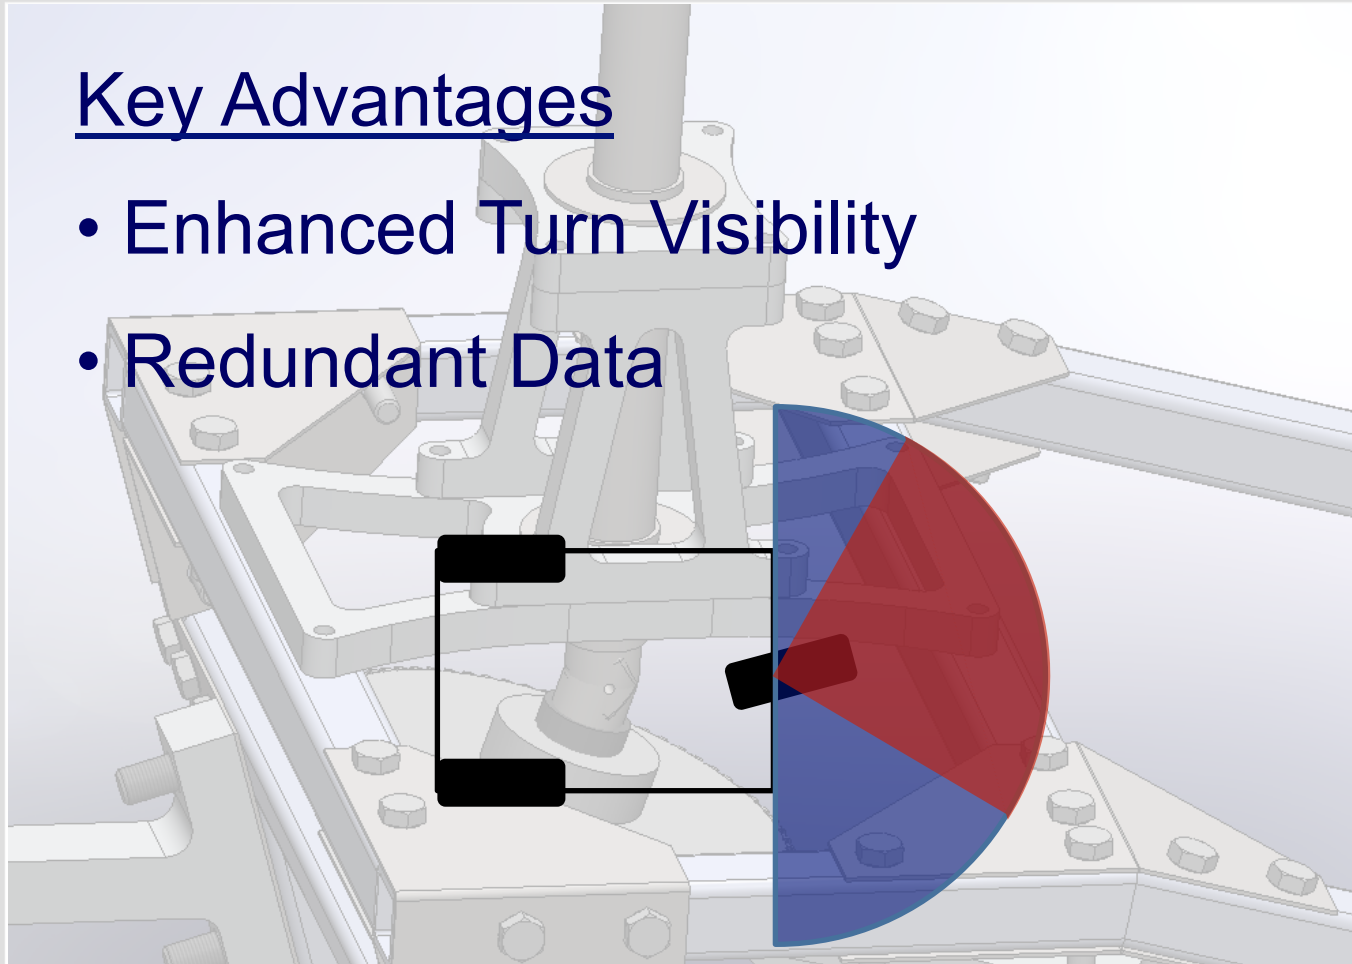 Key Advantages
• Enhanced Turn Visibility
• Redundant Data